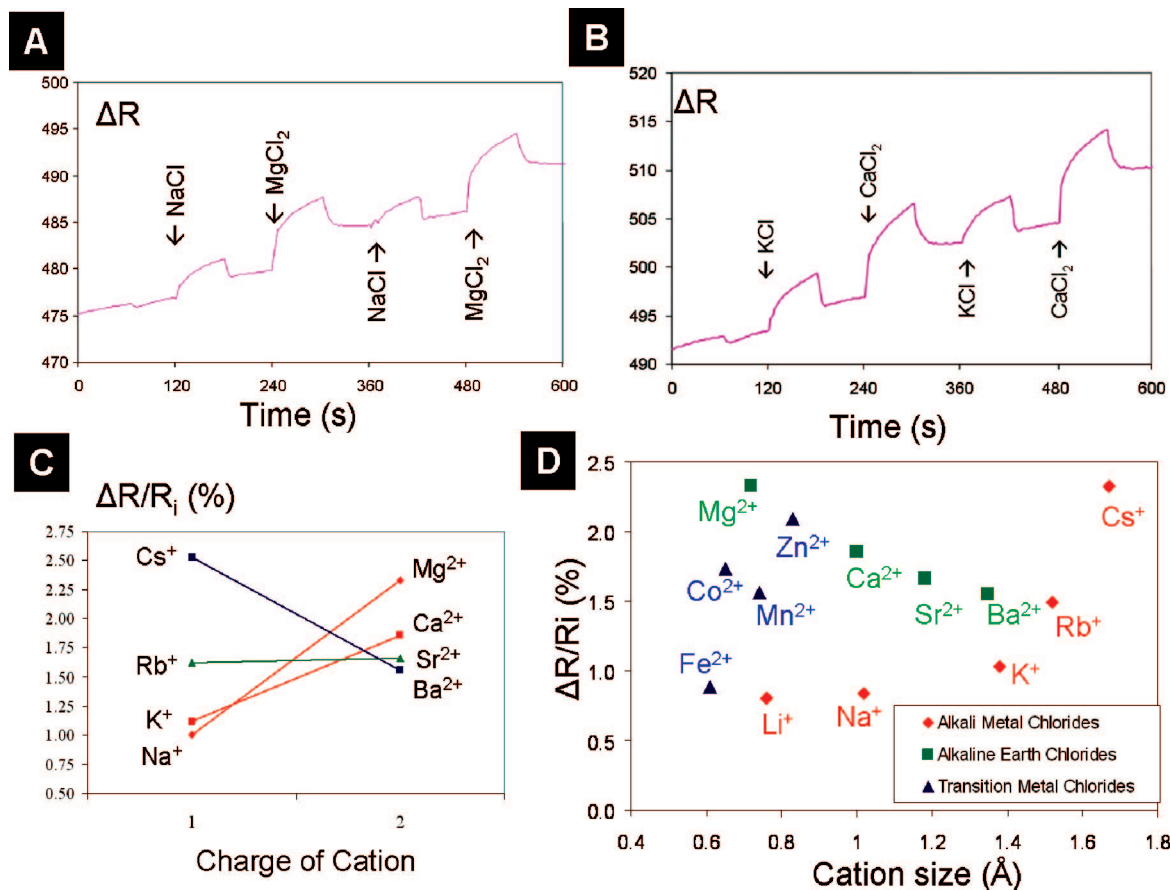 A
500
495
490
485
480
475
470
ΔR
← NaCl
← MgCl₂
NaCl →
MgCl₂ →
0 120 240 360 480 600
Time (s)
B
520
515
510
505
500
495
490
ΔR
← KCl
← CaCl₂
KCl →
CaCl₂ →
0 120 240 360 480 600
Time (s)
C
ΔR/Rᵢ (%)
2.75
2.50
2.25
2.00
1.75
1.50
1.25
1.00
0.75
0.50
Cs⁺
Rb⁺
K⁺
Na⁺
Mg²⁺
Ca²⁺
Sr²⁺
Ba²⁺
1 2
Charge of Cation
D
ΔR/Ri (%)
2.5
2.0
1.5
1.0
0.5
0.0
Mg²⁺
Cs⁺
Zn²⁺
Co²⁺
Ca²⁺
Mn²⁺
Sr²⁺
Ba²⁺
Rb⁺
Fe²⁺
K⁺
Li⁺
Na⁺
Alkali Metal Chlorides
Alkaline Earth Chlorides
Transition Metal Chlorides
0.4 0.6 0.8 1 1.2 1.4 1.6 1.8
Cation size (Å)